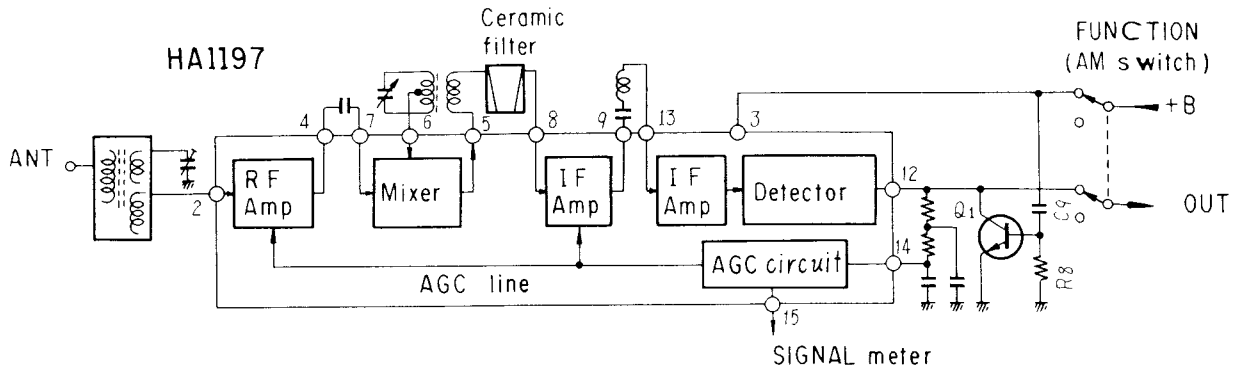 Ceramic
filter
HA1197
FUNCTION
(AM switch)
+B
4
7
6
5
8
9
13
3
ANT
2
RF
Amp
Mixer
IF
Amp
IF
Amp
Detector
12
Q1
C9
OUT
AGC circuit
14
R8
AGC line
15
SIGNAL meter